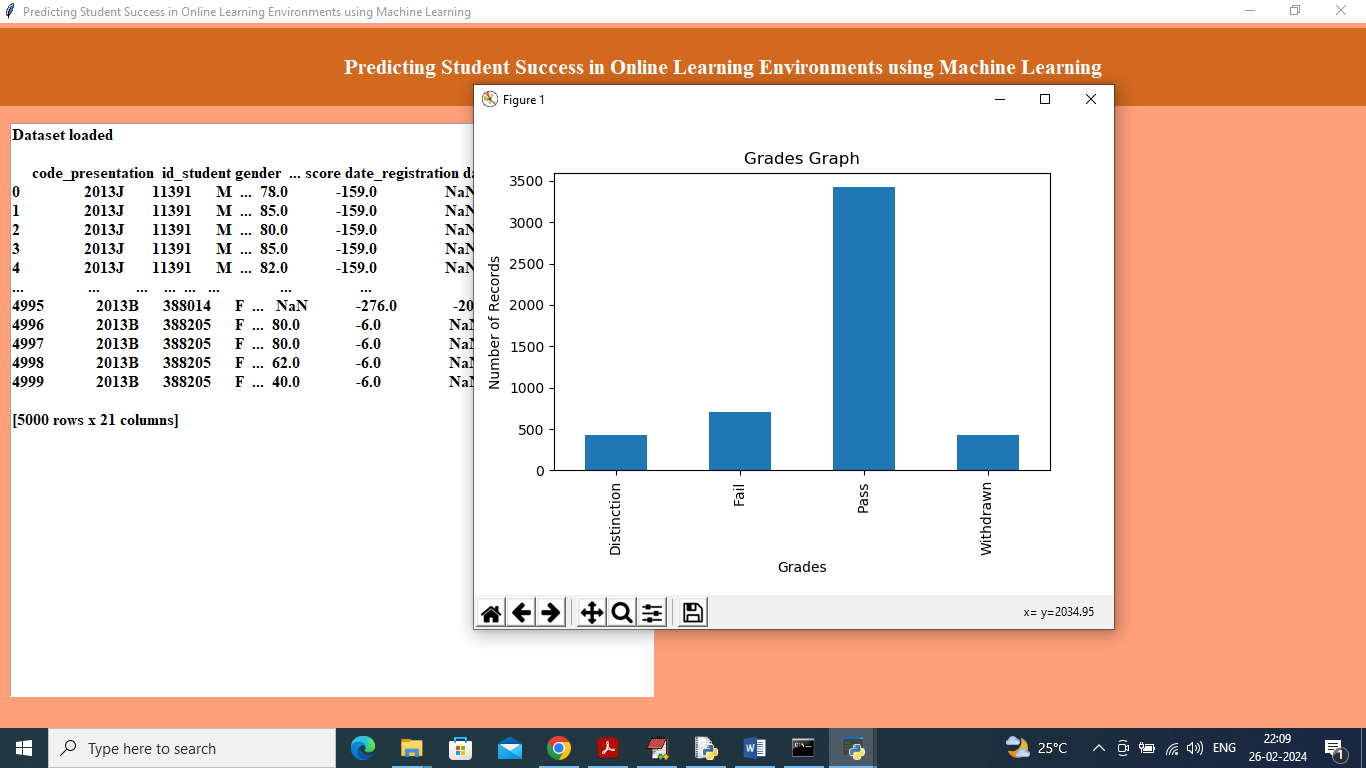 Predicting Student Success in Online Learning Environments using Machine Learning
Predicting Student Success in Online Learning Environments using Machine Learning
Dataset loaded
code_presentation id_student gender ... score date_registration
0 2013J 11391 M ... 78.0 -159.0 NaN
1 2013J 11391 M ... 85.0 -159.0 NaN
2 2013J 11391 M ... 80.0 -159.0 NaN
3 2013J 11391 M ... 85.0 -159.0 NaN
4 2013J 11391 M ... 82.0 -159.0 NaN
... ... ... ... ... ... ... ...
4995 2013B 388014 F ... NaN -276.0 -20
4996 2013B 388205 F ... 80.0 -6.0 NaN
4997 2013B 388205 F ... 80.0 -6.0 NaN
4998 2013B 388205 F ... 62.0 -6.0 NaN
4999 2013B 388205 F ... 40.0 -6.0 NaN
[5000 rows x 21 columns]
Figure 1
Grades Graph
3500
3000
2500
2000
1500
1000
500
0
Number of Records
Distinction
Fail
Pass
Withdrawn
Grades
x= y=2034.95
Type here to search
25°C
ENG
22:09
26-02-2024
1